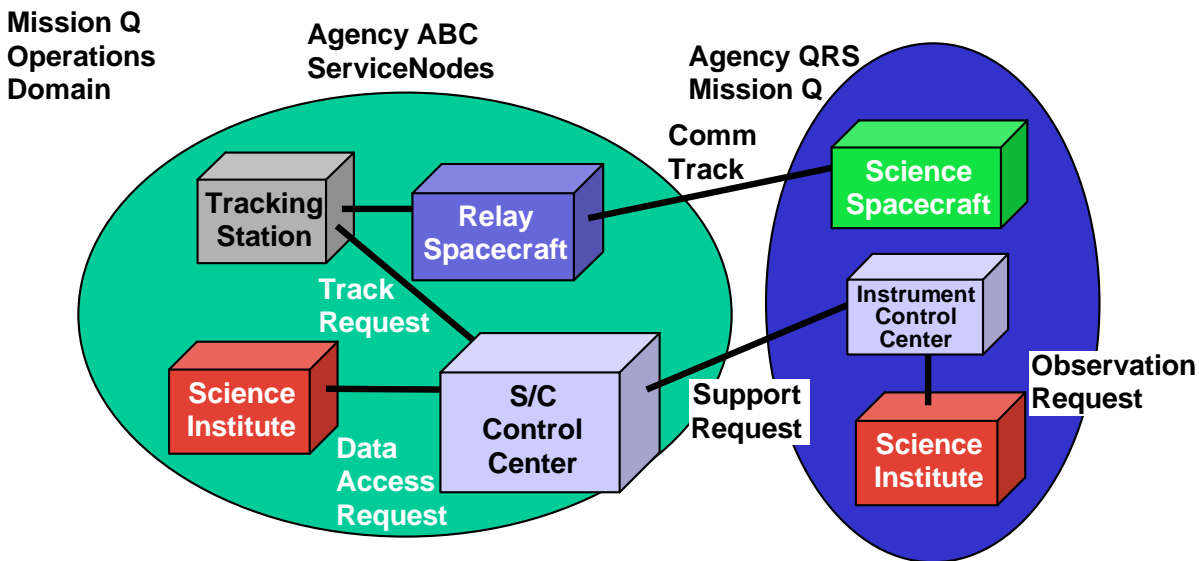 Mission Q
Operations
Domain
Agency ABC
ServiceNodes
Agency QRS
Mission Q
Comm
Track
Tracking
Station
Relay
Spacecraft
Science
Spacecraft
Track
Request
Instrument
Control
Center
Science
Institute
S/C
Control
Center
Support
Request
Observation
Request
Data
Access
Request
Science
Institute